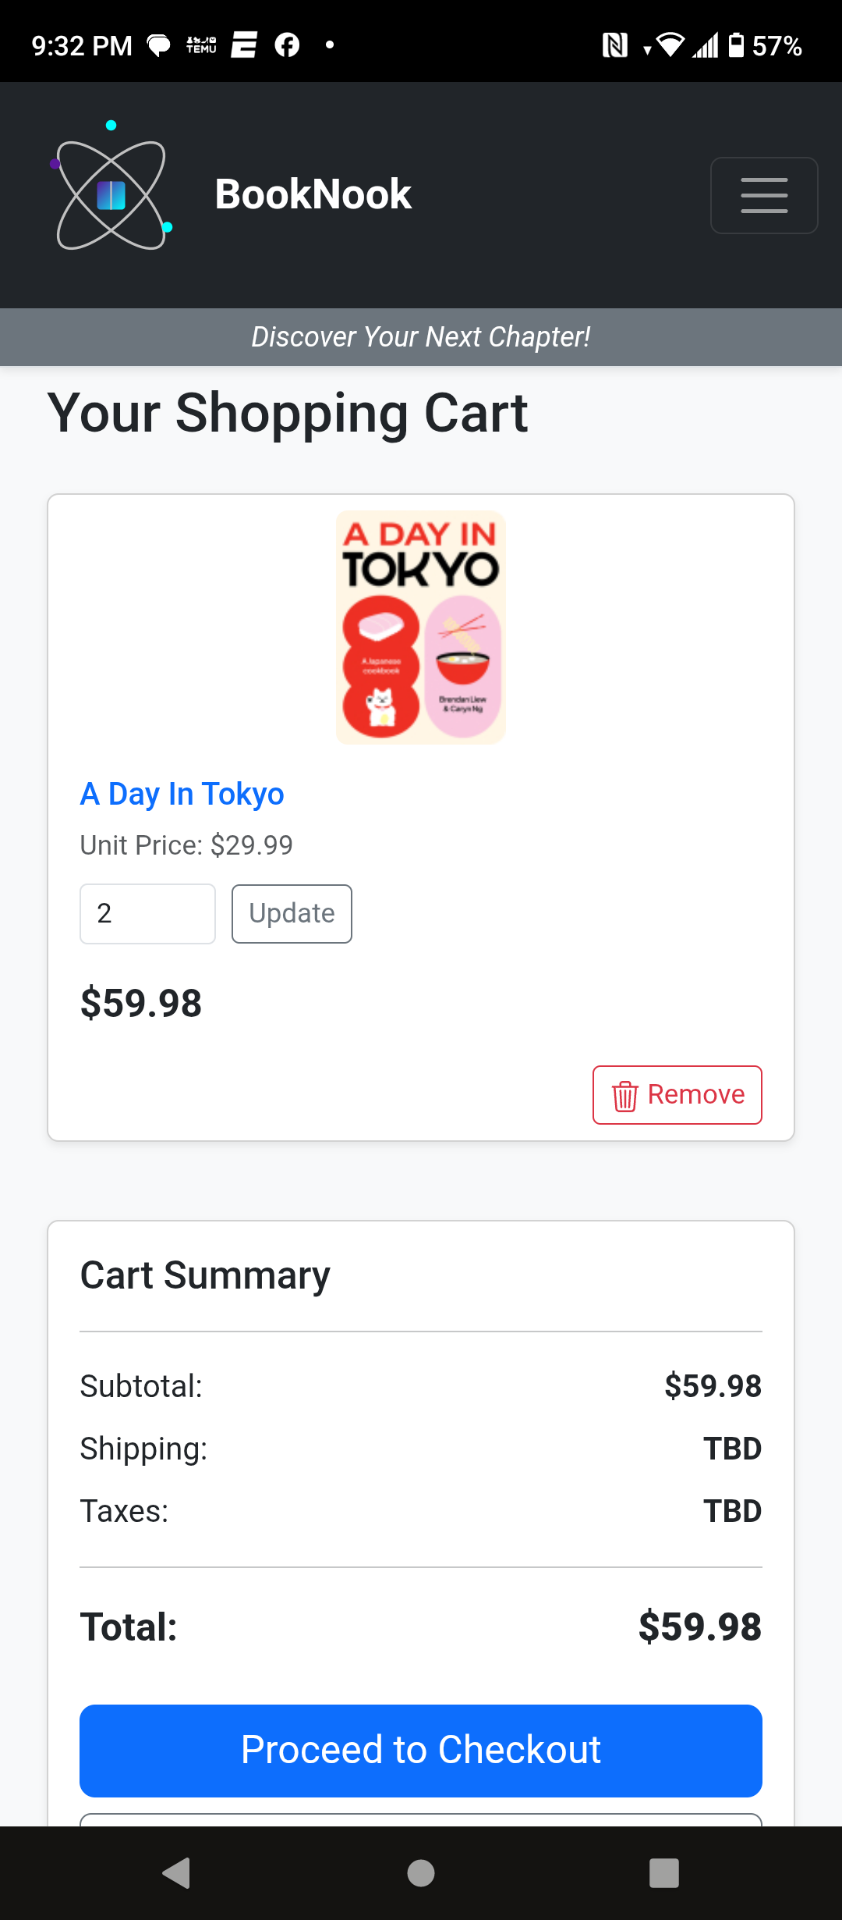 9:32 PM
TEMU
57%
BookNook
Discover Your Next Chapter!
Your Shopping Cart
A DAY IN
TOKYO
A Japanese
cookbook
Brendan Liew
& Caryn Ng
A Day In Tokyo
Unit Price: $29.99
2
Update
$59.98
Remove
Cart Summary
Subtotal: $59.98
Shipping: TBD
Taxes: TBD
Total: $59.98
Proceed to Checkout